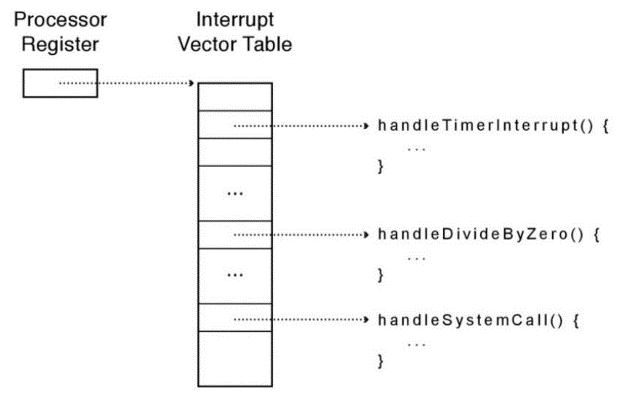 Processor
Register
Interrupt
Vector Table
handleTimerInterrupt() {
...
}
...
handleDivideByZero() {
...
}
...
handleSystemCall() {
...
}